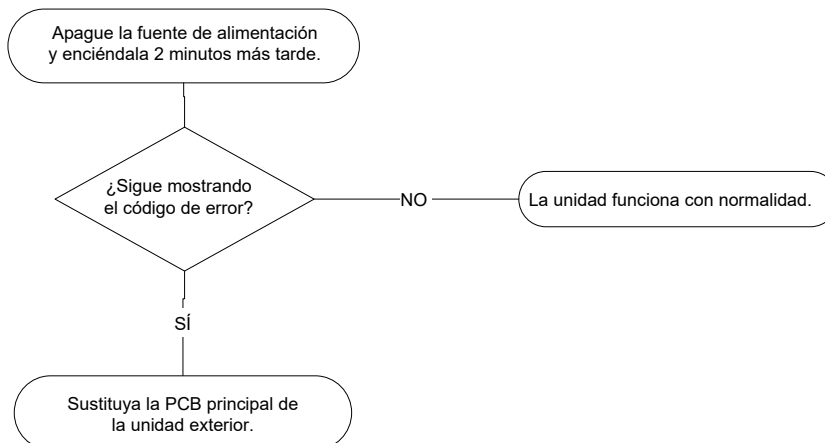 Apague la fuente de alimentación
y enciéndala 2 minutos más tarde.
¿Sigue mostrando
el código de error?
NO
La unidad funciona con normalidad.
SÍ
Sustituya la PCB principal de
la unidad exterior.